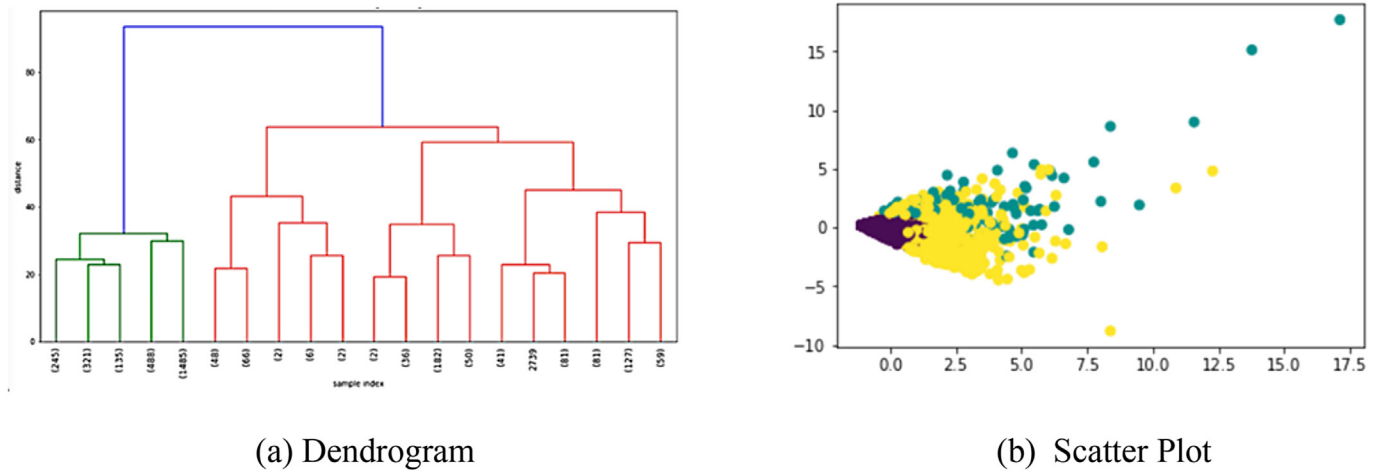 80
60
40
20
0
distance
(245) (321) (135) (488) (1485) (48) (66) (2) (6) (2) (2) (36) (182) (50) (41) 2739 (81) (81) (127) (59)
sample index
15
10
5
0
−5
−10
0.0 2.5 5.0 7.5 10.0 12.5 15.0 17.5
(a) Dendrogram
(b) Scatter Plot